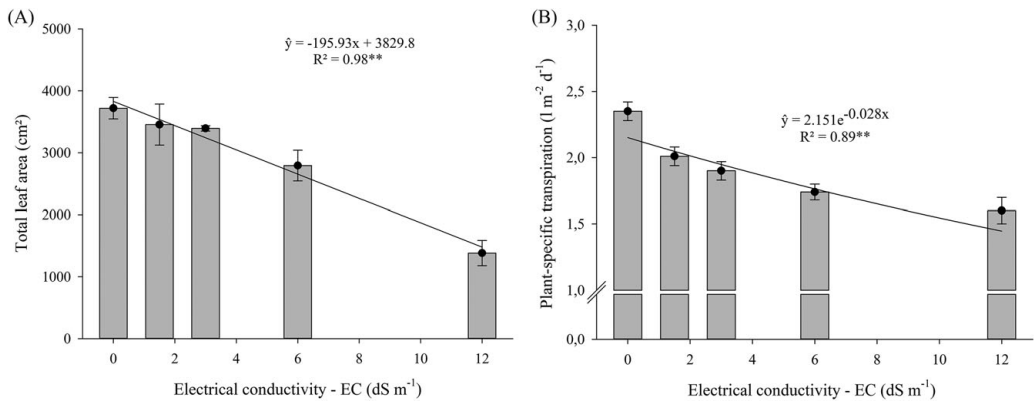 (A)
5000
4000
3000
2000
1000
0
Total leaf area (cm²)
ŷ = -195.93x + 3829.8
R² = 0.98**
0 2 4 6 8 10 12
Electrical conductivity - EC (dS m⁻¹)
(B)
3,0
2,5
2,0
1,5
1,0
0,0
Plant-specific transpiration (l m⁻² d⁻¹)
ŷ = 2.151e^-0.028x
R² = 0.89**
0 2 4 6 8 10 12
Electrical conductivity - EC (dS m⁻¹)